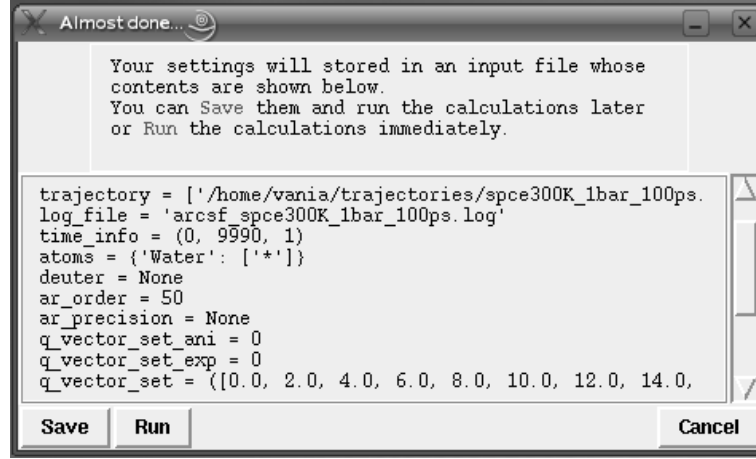 Almost done...
Your settings will stored in an input file whose
contents are shown below.
You can Save them and run the calculations later
or Run the calculations immediately.
trajectory = ['/home/vania/trajectories/spce300K_1bar_100ps.
log_file = 'arcsf_spce300K_1bar_100ps.log'
time_info = (0, 9990, 1)
atoms = {'Water': ['*']}
deuter = None
ar_order = 50
ar_precision = None
q_vector_set_ani = 0
q_vector_set_exp = 0
q_vector_set = ([0.0, 2.0, 4.0, 6.0, 8.0, 10.0, 12.0, 14.0,
Save Run Cancel